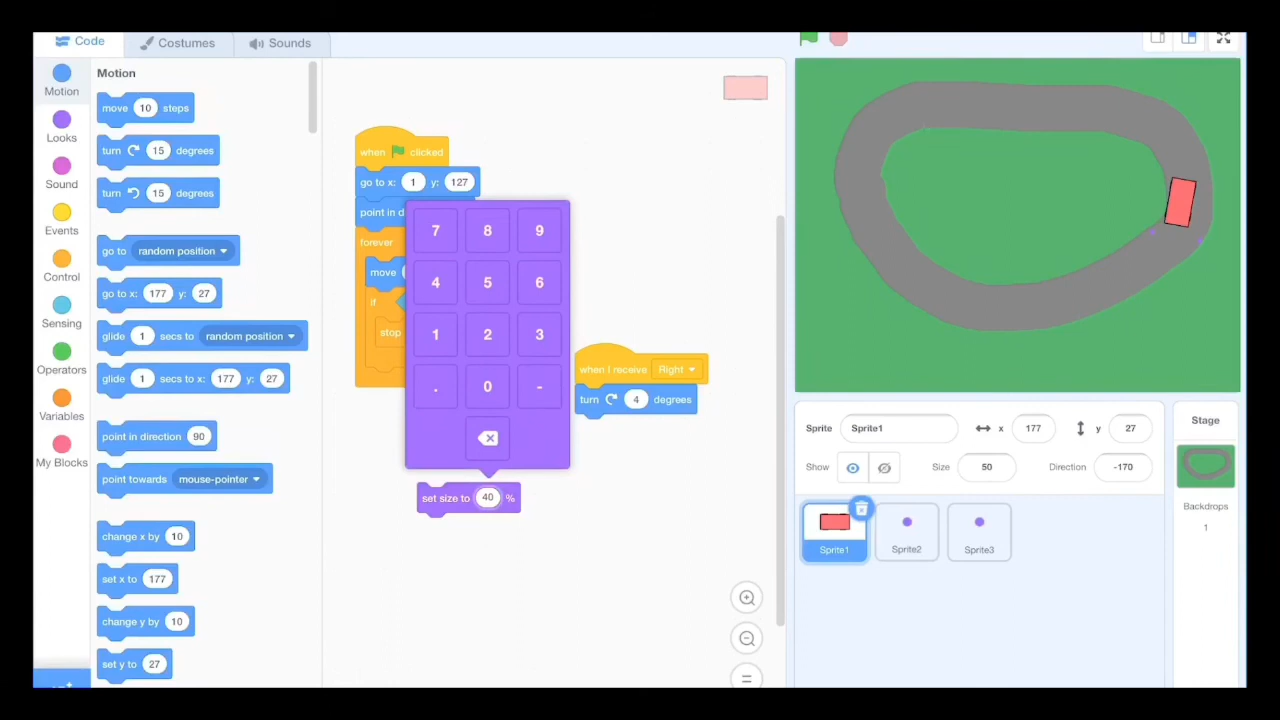 Code Costumes Sounds
Motion
Looks
Sound
Events
Control
Sensing
Operators
Variables
My Blocks
Motion
move 10 steps
turn 15 degrees
turn 15 degrees
go to random position
go to x: 177 y: 27
glide 1 secs to random position
glide 1 secs to x: 177 y: 27
point in direction 90
point towards mouse-pointer
change x by 10
set x to 177
change y by 10
set y to 27
when clicked
go to x: 1 y: 127
point in d
forever
move
if
stop
7 8 9
4 5 6
1 2 3
. 0 -
set size to 40 %
when I receive Right
turn 4 degrees
Sprite Sprite1 x 177 y 27
Show Size 50 Direction -170
Sprite1 Sprite2 Sprite3
Stage
Backdrops
1